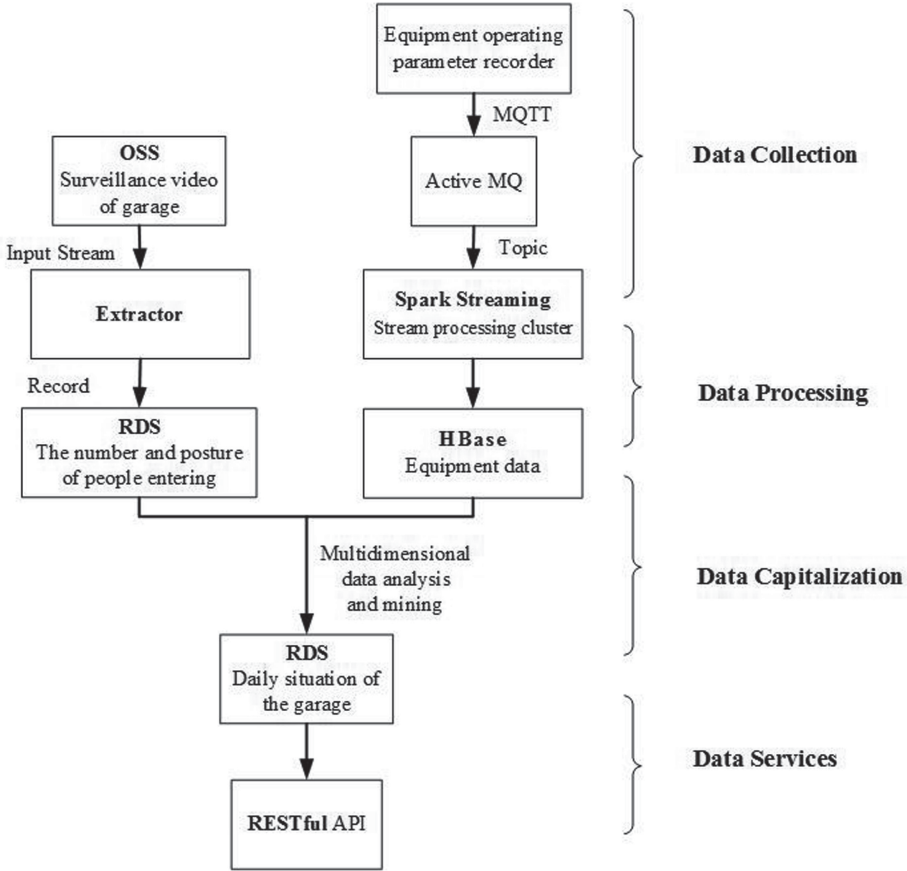 Equipment operating
parameter recorder
MQTT
Data Collection
OSS
Surveillance video
of garage
Active MQ
Input Stream
Topic
Extractor
Spark Streaming
Stream processing cluster
Record
Data Processing
RDS
The number and posture
of people entering
HBase
Equipment data
Multidimensional
data analysis
and mining
Data Capitalization
RDS
Daily situation of
the garage
Data Services
RESTful API